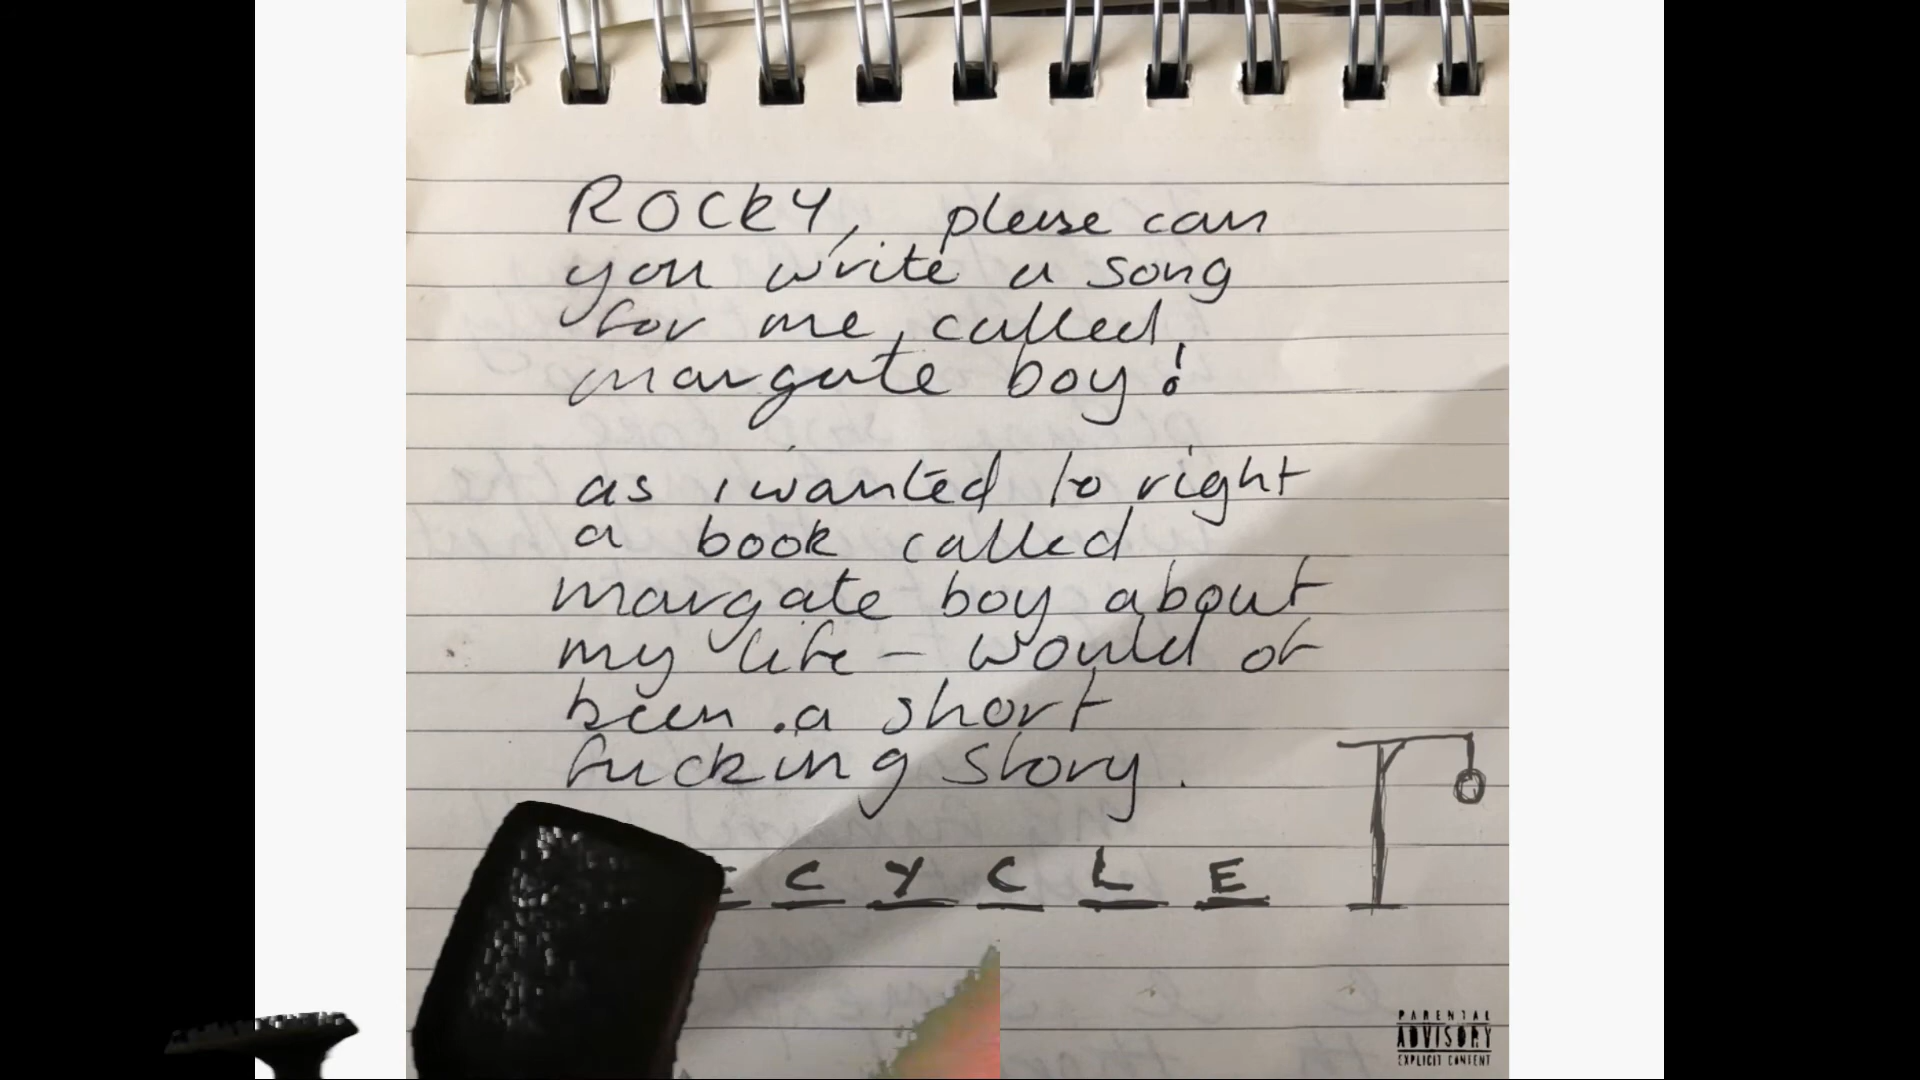 ROCKY, please can
you write a song
for me, called,
margate boy!
as i wanted to right
a book called
margate boy about
my life – would of
been .a short
fucking story.
E C Y C L E
PARENTAL
ADVISORY
EXPLICIT CONTENT